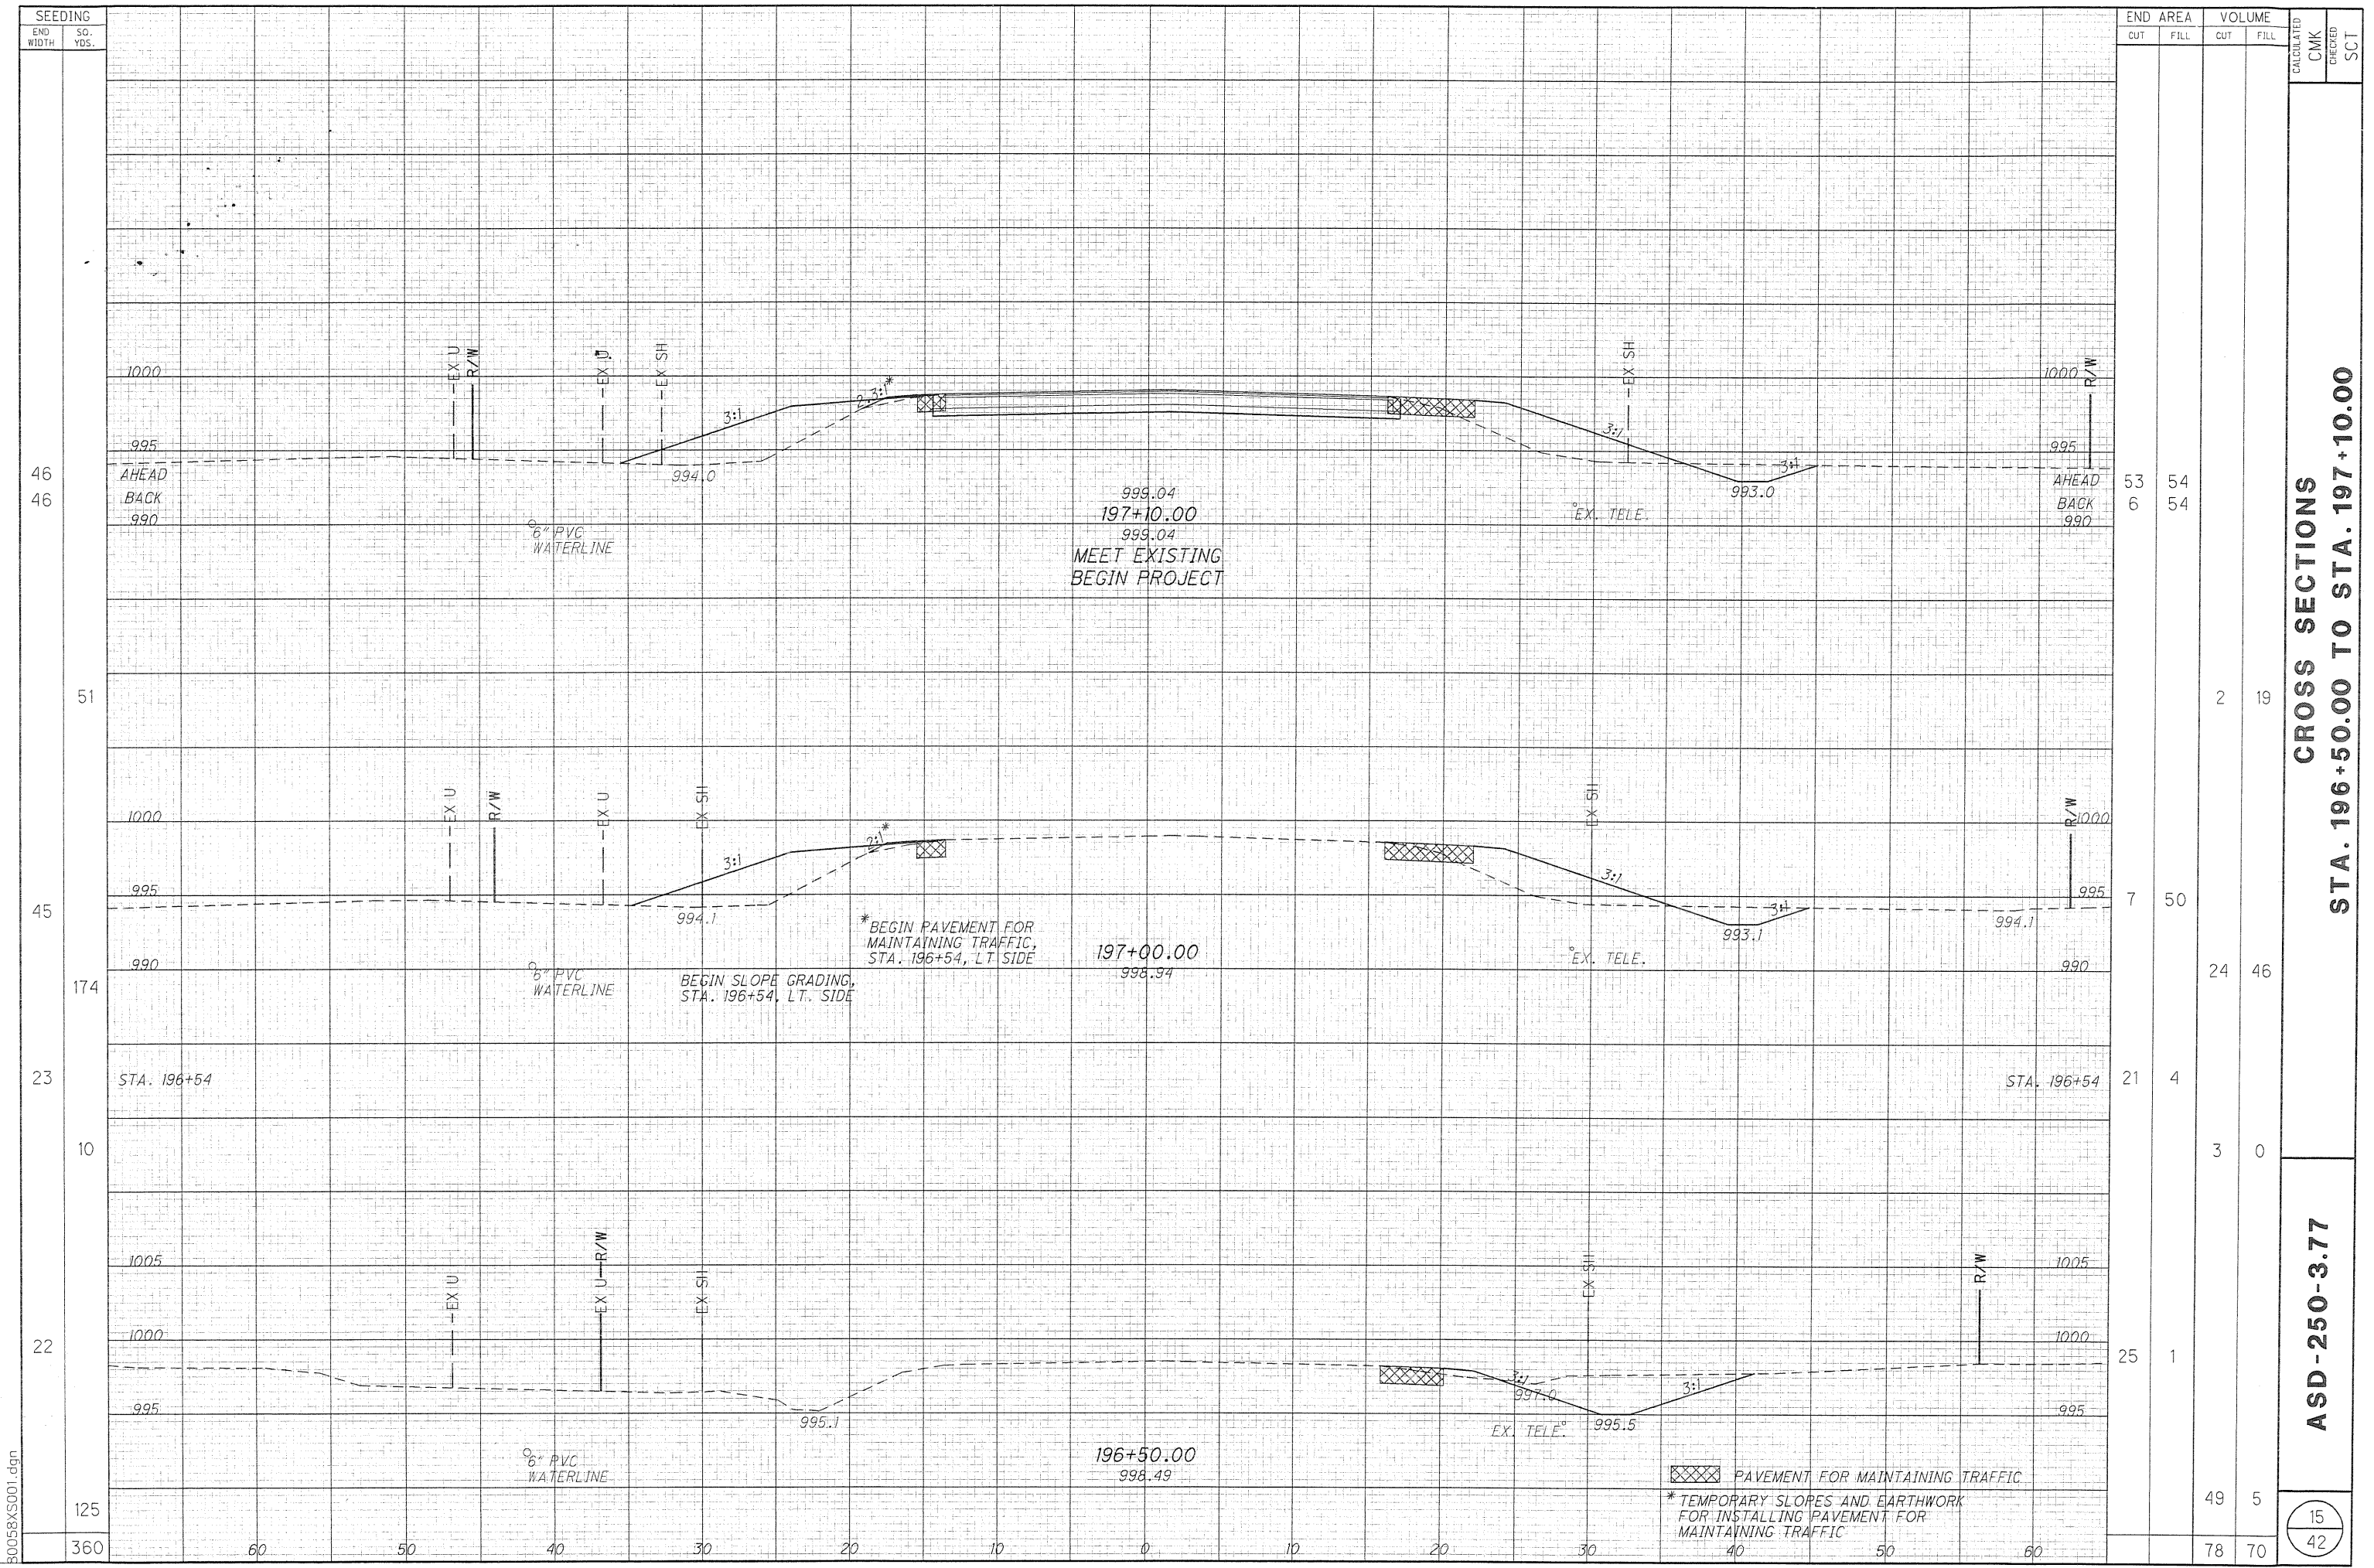 SEEDING
END WIDTH
SQ. YDS.
END AREA
VOLUME
CUT
FILL
CUT
FILL
CALCULATED
CMK
CHECKED
SCT
EX U
R/W
EX U
EX SH
EX SH
R/W
1000
1000
3:1
2.3:1*
3:1
3:1
995
995
46
AHEAD
994.0
993.0
AHEAD
53
54
46
BACK
BACK
6
54
990
990
6" PVC
WATERLINE
999.04
197+10.00
999.04
MEET EXISTING
BEGIN PROJECT
EX. TELE.
51
2
19
EX U
R/W
EX U
EX SH
EX SH
R/W
1000
1000
3:1
2:1*
3:1
3:1
995
995
45
994.1
993.1
994.1
7
50
*BEGIN PAVEMENT FOR
MAINTAINING TRAFFIC,
STA. 196+54, LT SIDE
197+00.00
998.94
EX. TELE.
990
990
6" PVC
WATERLINE
BEGIN SLOPE GRADING,
STA. 196+54, LT. SIDE
174
24
46
23
STA. 196+54
STA. 196+54
21
4
10
3
0
EX U
EX U
R/W
EX SH
EX SH
R/W
1005
1005
1000
1000
22
25
1
3:1
997.0
3:1
995
995
995.1
995.5
EX. TELE.
6" PVC
WATERLINE
196+50.00
998.49
PAVEMENT FOR MAINTAINING TRAFFIC
* TEMPORARY SLOPES AND EARTHWORK
FOR INSTALLING PAVEMENT FOR
MAINTAINING TRAFFIC
125
49
5
360
60
50
40
30
20
10
0
10
20
30
40
50
60
78
70
CROSS SECTIONS
STA. 196+50.00 TO STA. 197+10.00
ASD-250-3.77
15
42
80058XS001.dgn